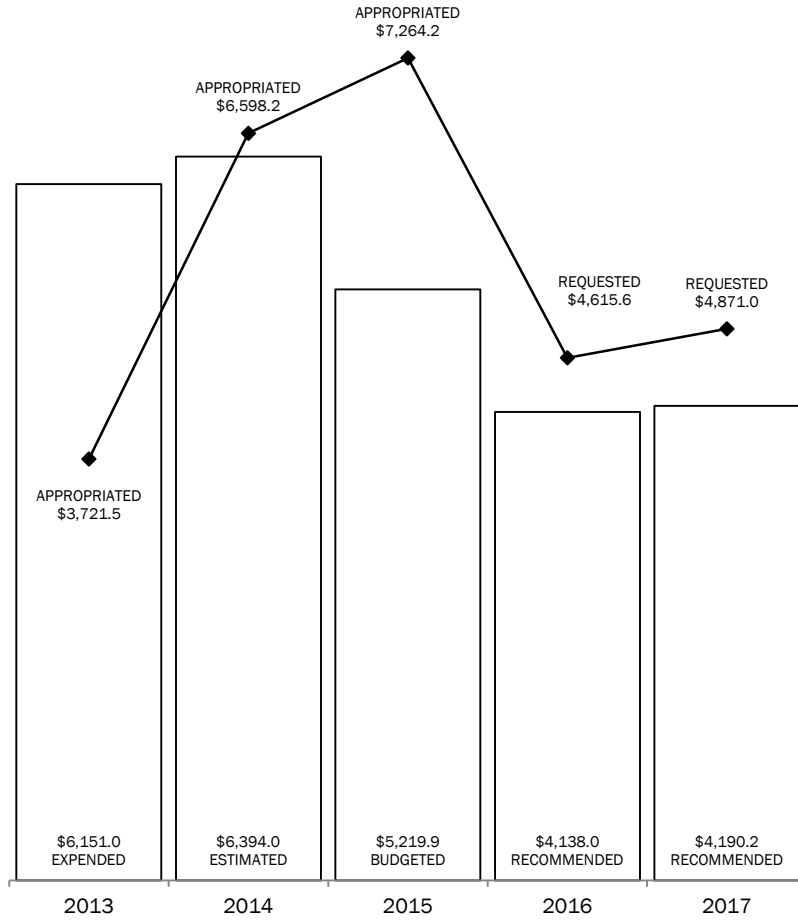 APPROPRIATED
$7,264.2
APPROPRIATED
$6,598.2
REQUESTED
$4,615.6
REQUESTED
$4,871.0
APPROPRIATED
$3,721.5
$6,151.0
EXPENDED
$6,394.0
ESTIMATED
$5,219.9
BUDGETED
$4,138.0
RECOMMENDED
$4,190.2
RECOMMENDED
2013
2014
2015
2016
2017